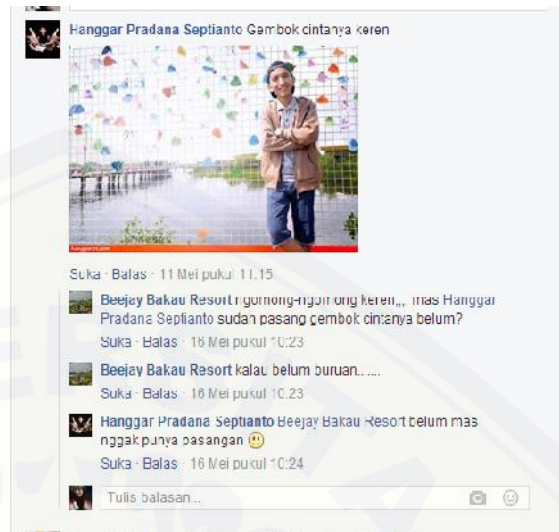 Hanggar Pradana Septianto Gembok cintanya keren
Suka · Balas · 11 Mei pukul 11.15
Beejay Bakau Resort ngomong-ngomong keren,,, mas Hanggar
Pradana Septianto sudah pasang gembok cintanya belum?
Suka · Balas · 16 Mei pukul 10:23
Beejay Bakau Resort kalau belum buruan.......
Suka · Balas · 16 Mei pukul 10.23
Hanggar Pradana Septianto Beejay Bakau Resort belum mas
nggak punya pasangan
Suka · Balas · 16 Mei pukul 10:24
Tulis balasan...